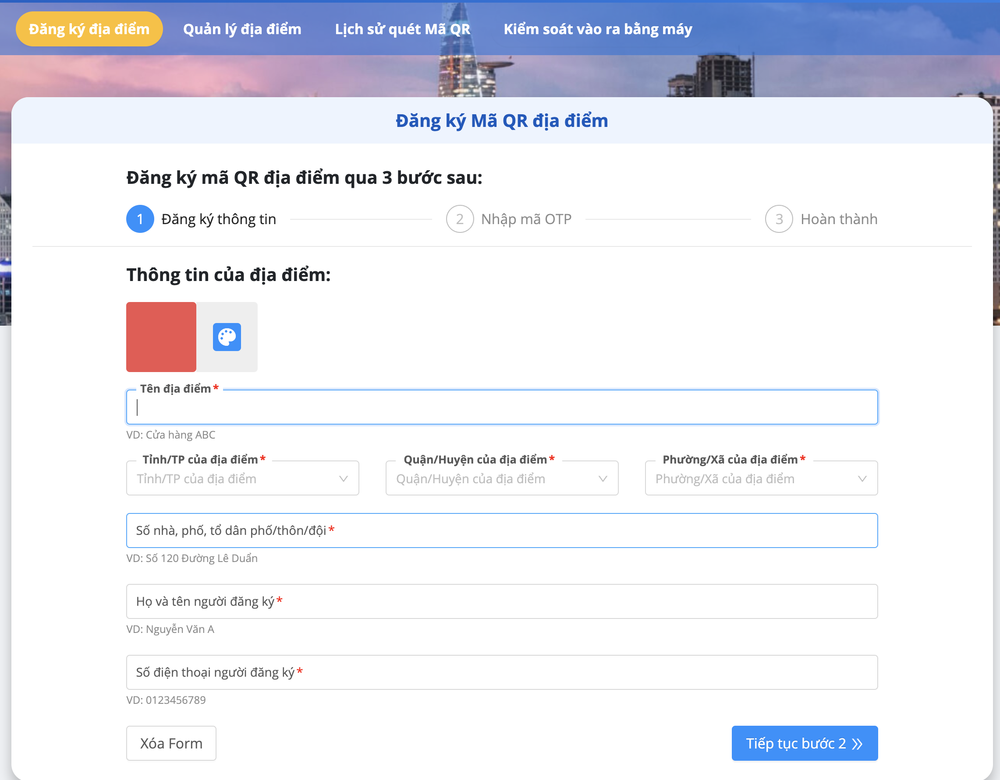 Đăng ký địa điểm Quản lý địa điểm Lịch sử quét Mã QR Kiểm soát vào ra bằng máy
Đăng ký Mã QR địa điểm
Đăng ký mã QR địa điểm qua 3 bước sau:
1 Đăng ký thông tin 2 Nhập mã OTP 3 Hoàn thành
Thông tin của địa điểm:
Tên địa điểm*
VD: Cửa hàng ABC
Tỉnh/TP của địa điểm* Quận/Huyện của địa điểm* Phường/Xã của địa điểm*
Tỉnh/TP của địa điểm Quận/Huyện của địa điểm Phường/Xã của địa điểm
Số nhà, phố, tổ dân phố/thôn/đội*
VD: Số 120 Đường Lê Duẩn
Họ và tên người đăng ký*
VD: Nguyễn Văn A
Số điện thoại người đăng ký*
VD: 0123456789
Xóa Form Tiếp tục bước 2 »